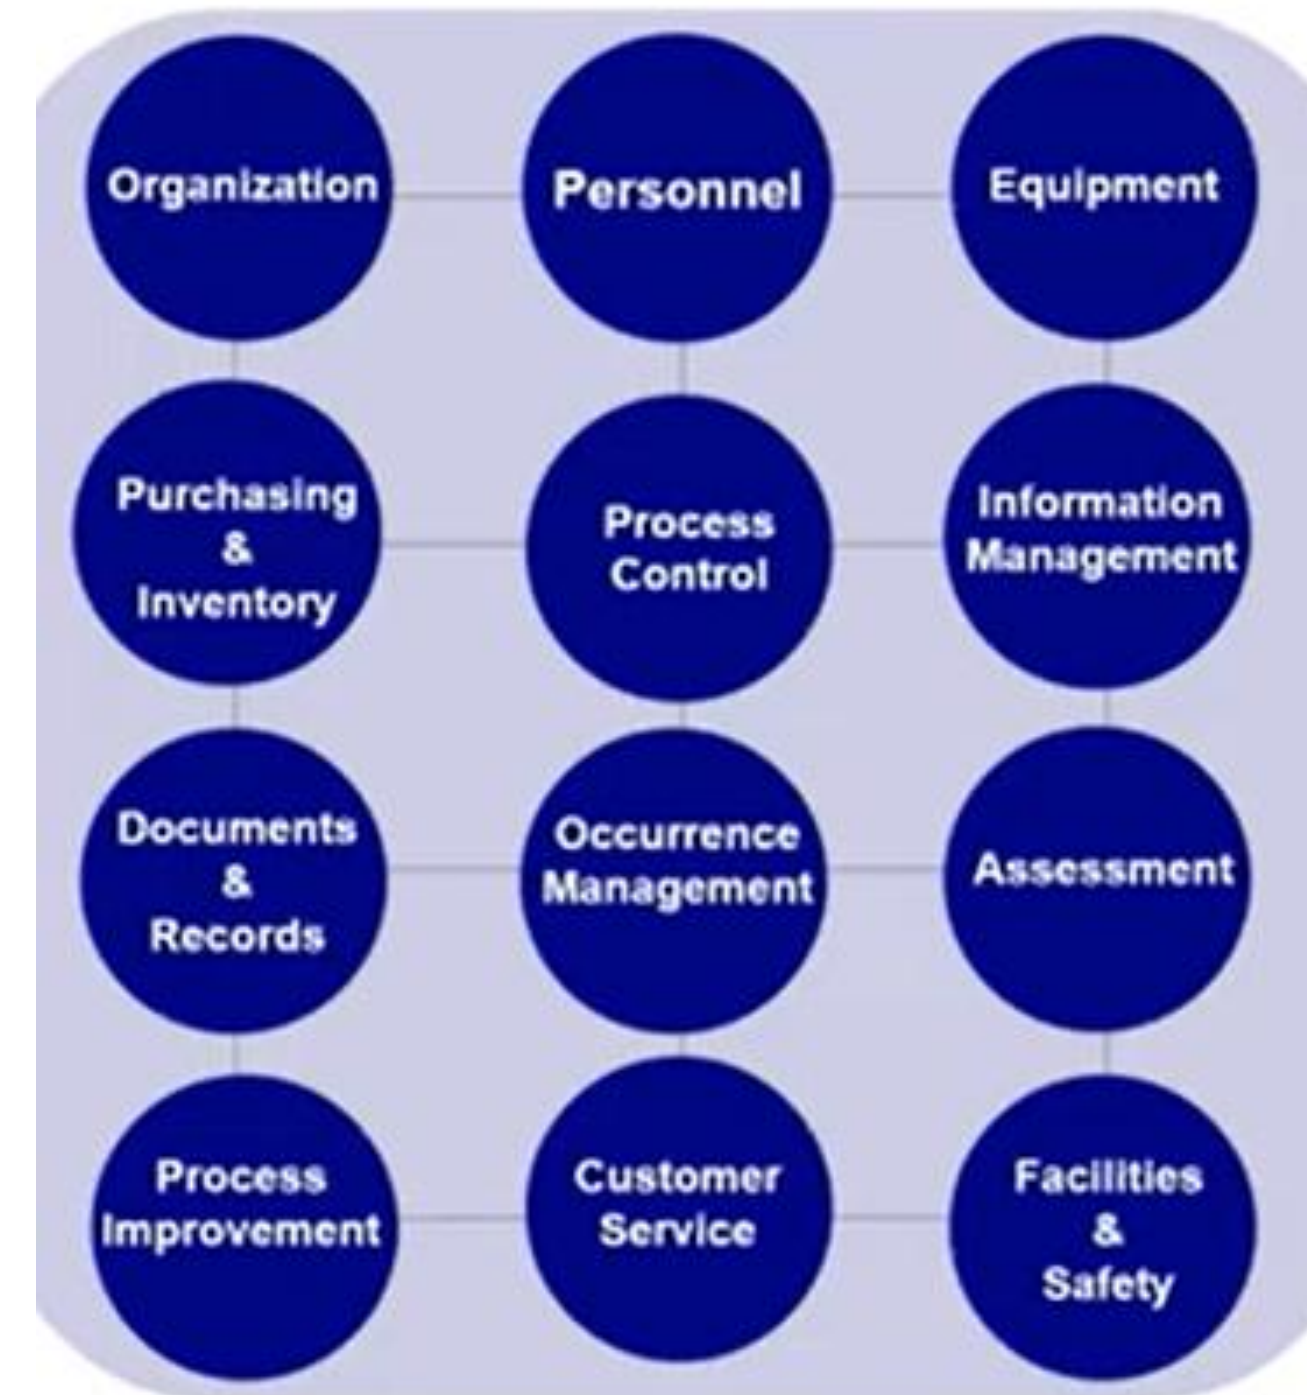 Organization
Personnel
Equipment
Purchasing
&
Inventory
Process
Control
Information
Management
Documents
&
Records
Occurrence
Management
Assessment
Process
Improvement
Customer
Service
Facilities
&
Safety